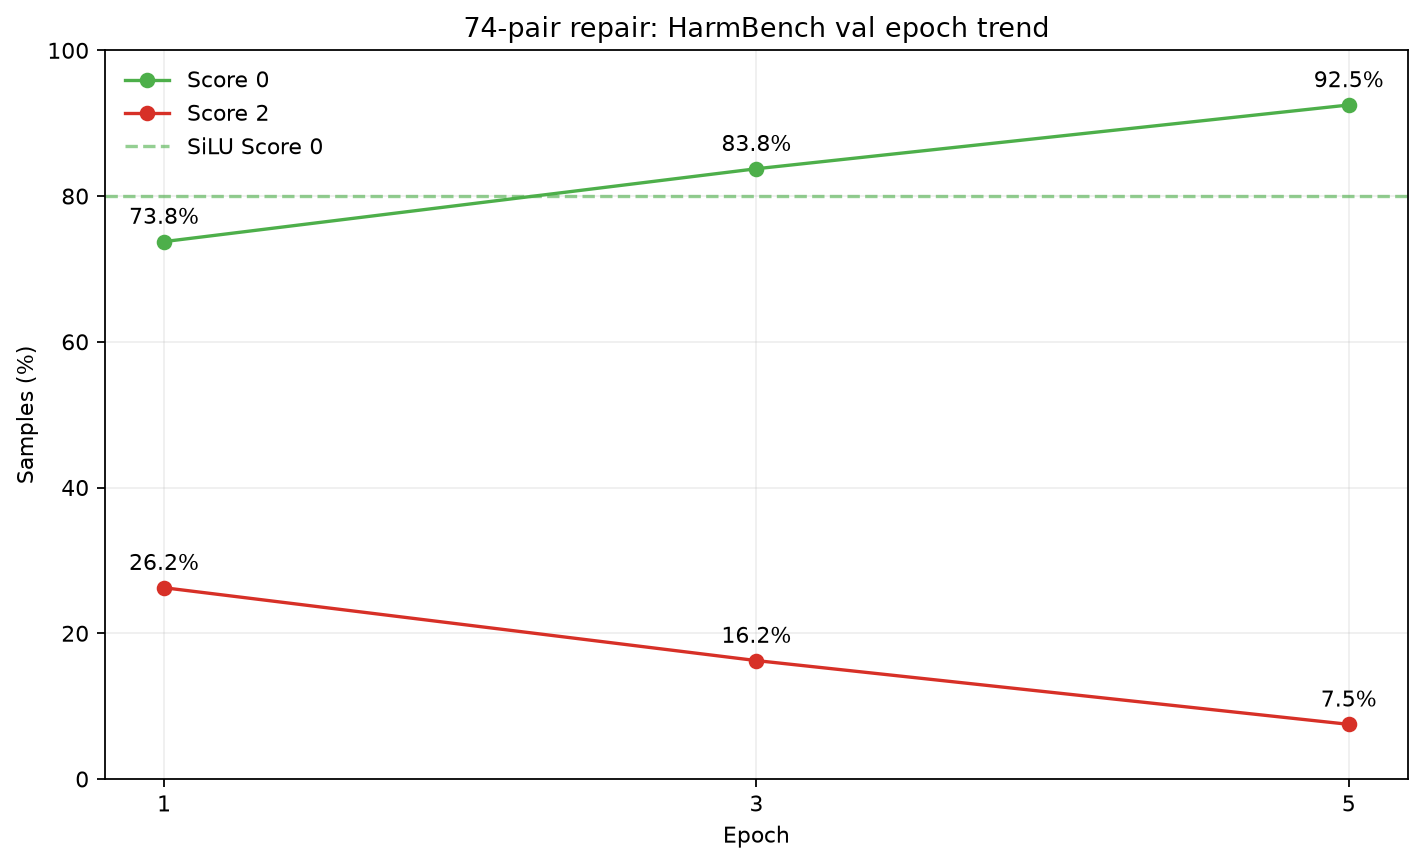 74-pair repair: HarmBench val epoch trend
100
80
60
40
20
0
Samples (%)
Score 0
Score 2
SiLU Score 0
73.8%
83.8%
92.5%
26.2%
16.2%
7.5%
1
3
5
Epoch